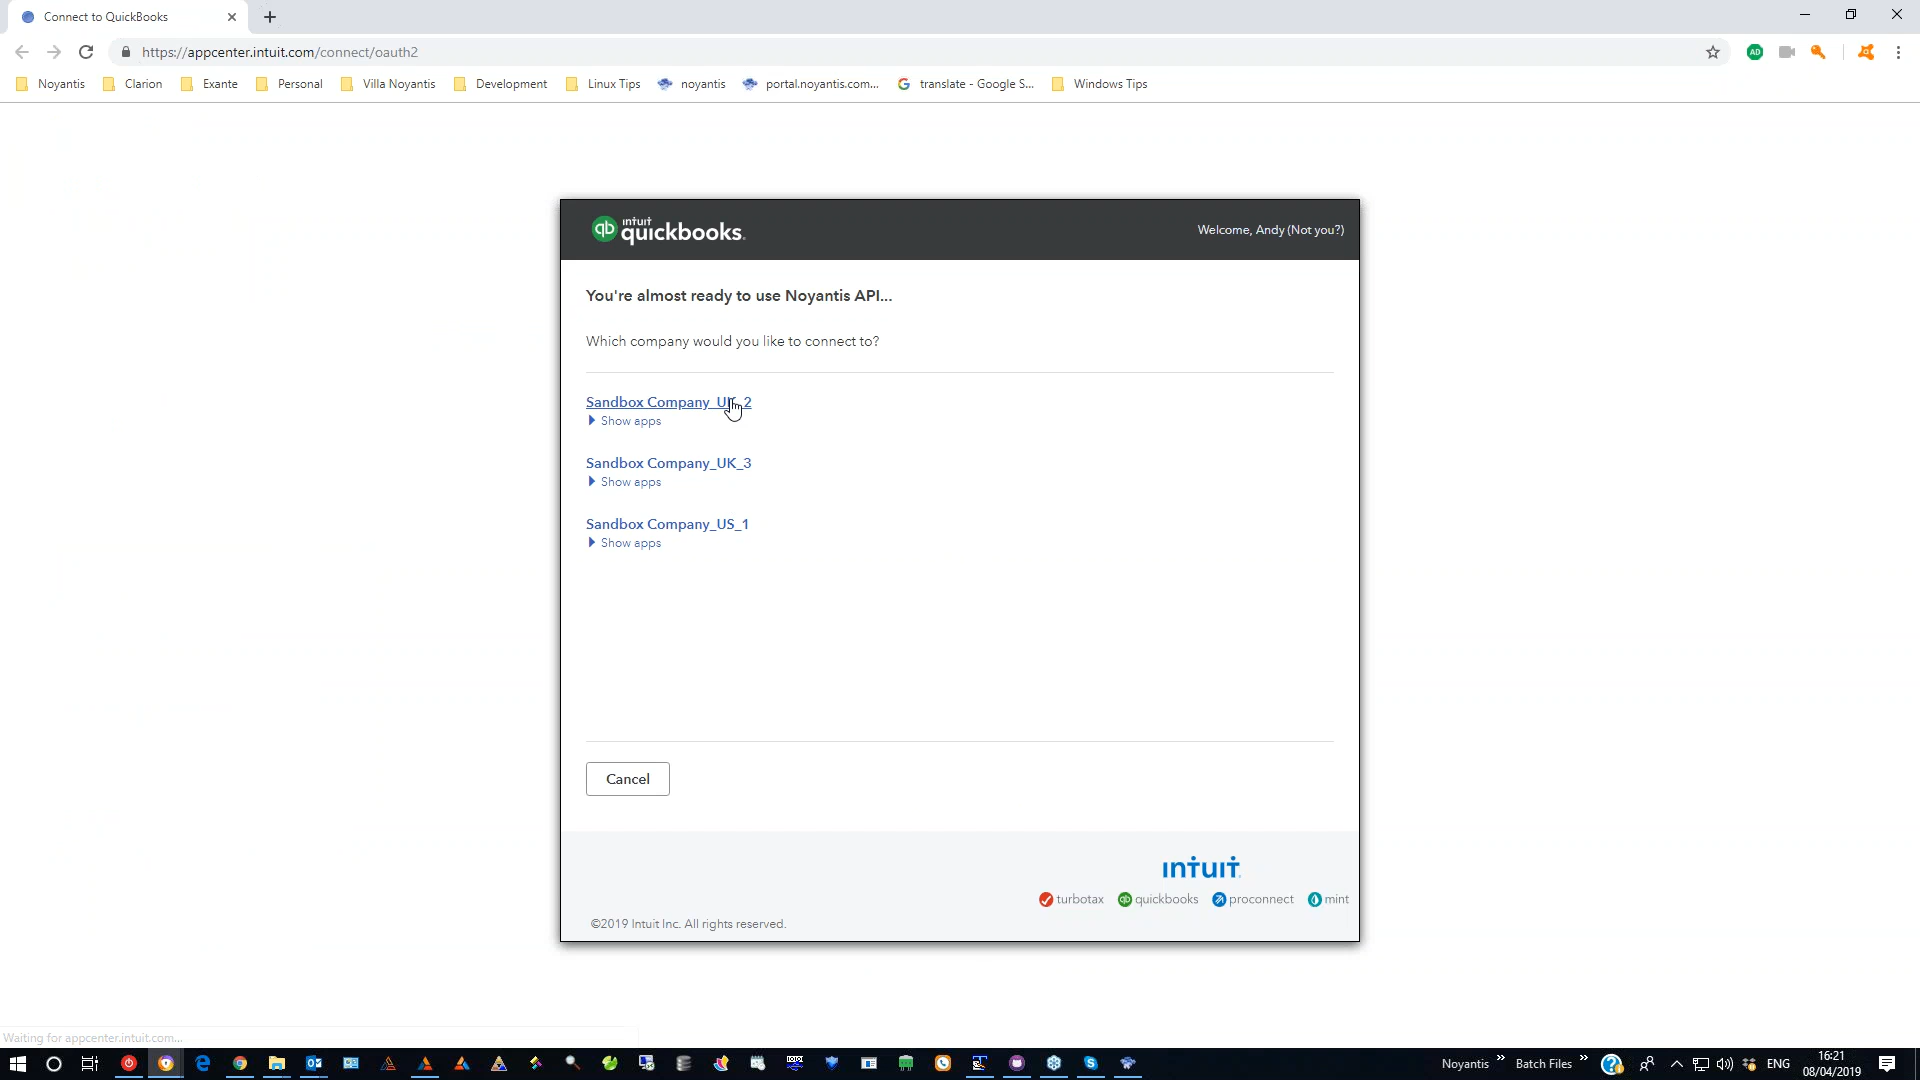 Connect to QuickBooks
https://appcenter.intuit.com/connect/oauth2
Noyantis Clarion Exante Personal Villa Noyantis Development Linux Tips noyantis portal.noyantis.com... translate - Google S... Windows Tips
intuit
quickbooks.
Welcome, Andy (Not you?)
You're almost ready to use Noyantis API...
Which company would you like to connect to?
Sandbox Company_UK_2
Show apps
Sandbox Company_UK_3
Show apps
Sandbox Company_US_1
Show apps
Cancel
intuit
turbotax quickbooks proconnect mint
©2019 Intuit Inc. All rights reserved.
Waiting for appcenter.intuit.com...
Noyantis Batch Files ENG
16:21
08/04/2019